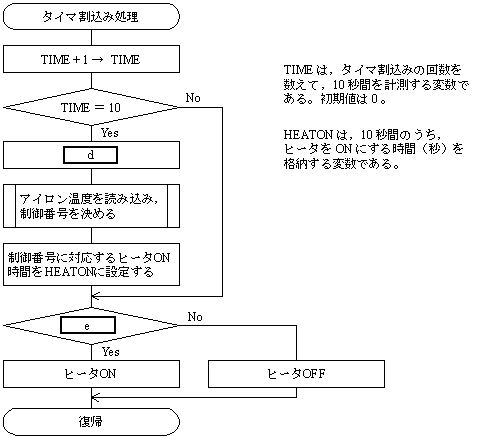 タイマ割込み処理
TIME+1→ TIME
TIME は，タイマ割込みの回数を
数えて，10 秒間を計測する変数で
ある。初期値は 0 。
TIME = 10
No
Yes
d
HEATON は，10 秒間のうち，
ヒータを ON にする時間（秒）を
格納する変数である。
アイロン温度を読み込み，
制御番号を決める
制御番号に対応するヒータON
時間をHEATONに設定する
e
No
Yes
ヒータON
ヒータOFF
復帰